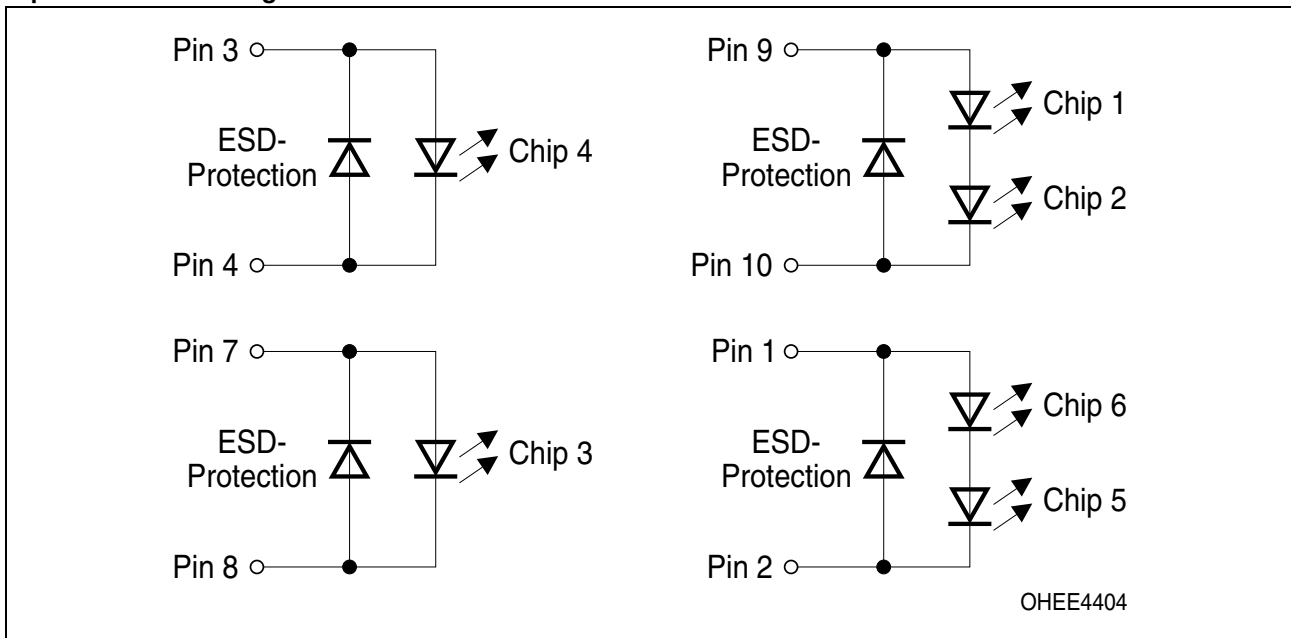 Pin 3
ESD-
Protection
Chip 4
Pin 4
Pin 9
ESD-
Protection
Chip 1
Chip 2
Pin 10
Pin 7
ESD-
Protection
Chip 3
Pin 8
Pin 1
ESD-
Protection
Chip 6
Chip 5
Pin 2
OHEE4404